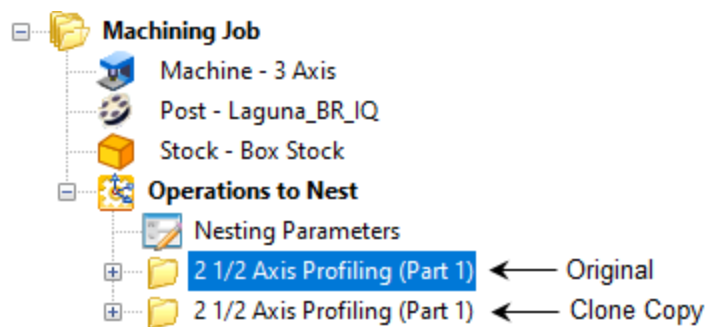 Machining Job
Machine - 3 Axis
Post - Laguna_BR_IQ
Stock - Box Stock
Operations to Nest
Nesting Parameters
2 1/2 Axis Profiling (Part 1) Original
2 1/2 Axis Profiling (Part 1) Clone Copy